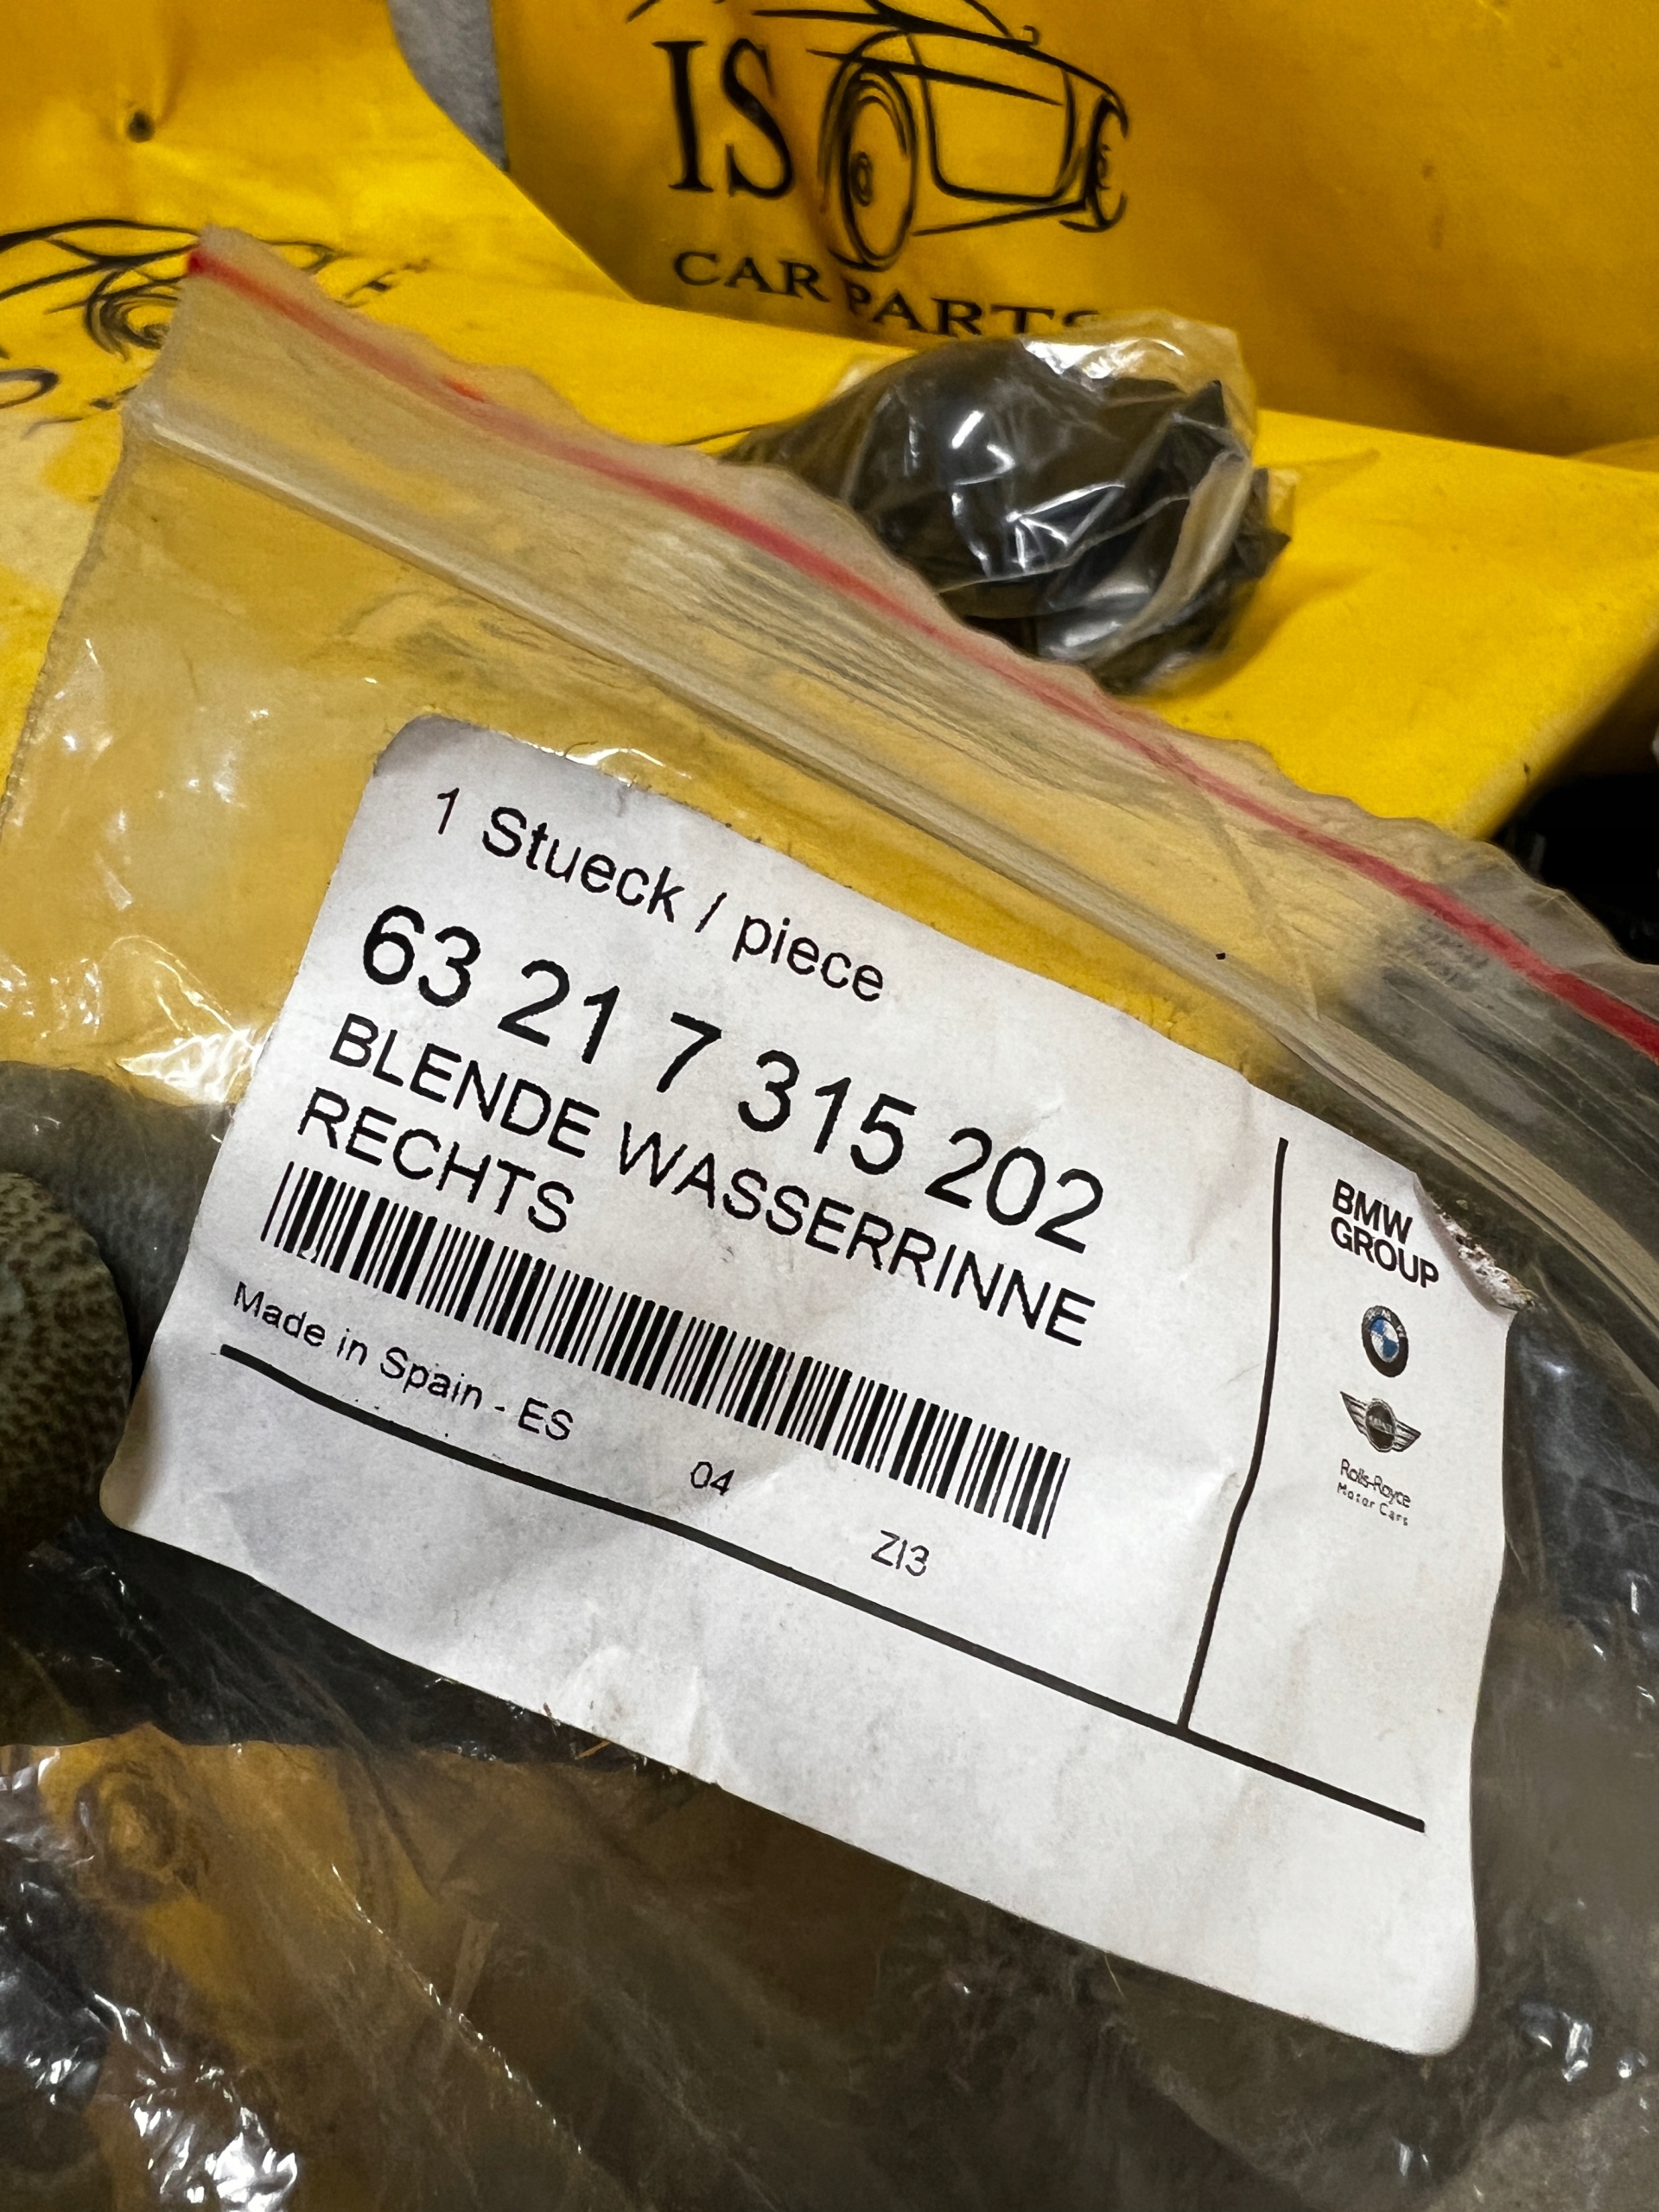 IS
CAR PARTS
1 Stueck / piece
63 21 7 315 202
BLENDE WASSERRINNE
RECHTS
Made in Spain - ES
04
ZI3
BMW
GROUP
Rolls-Royce
Motor Cars